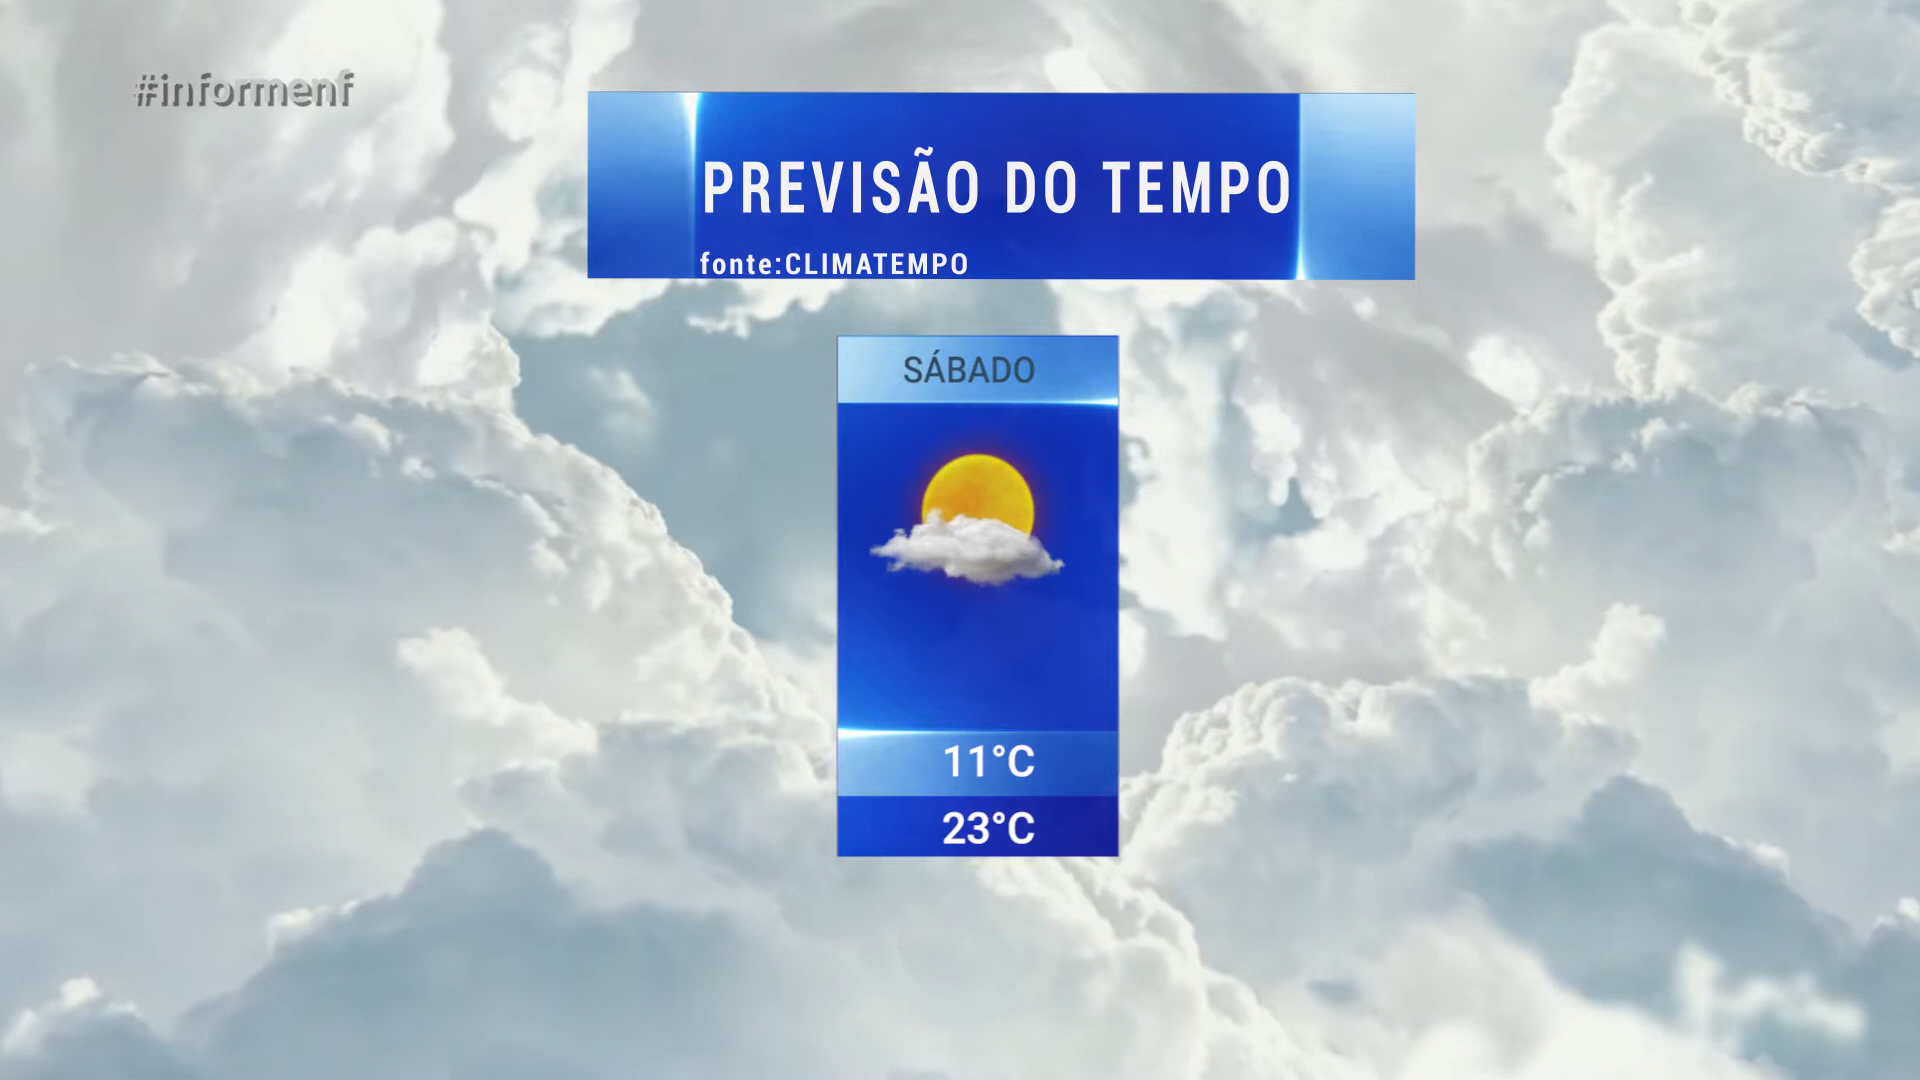 #informenf
PREVISÃO DO TEMPO
fonte:CLIMATEMPO
SÁBADO
11°C
23°C